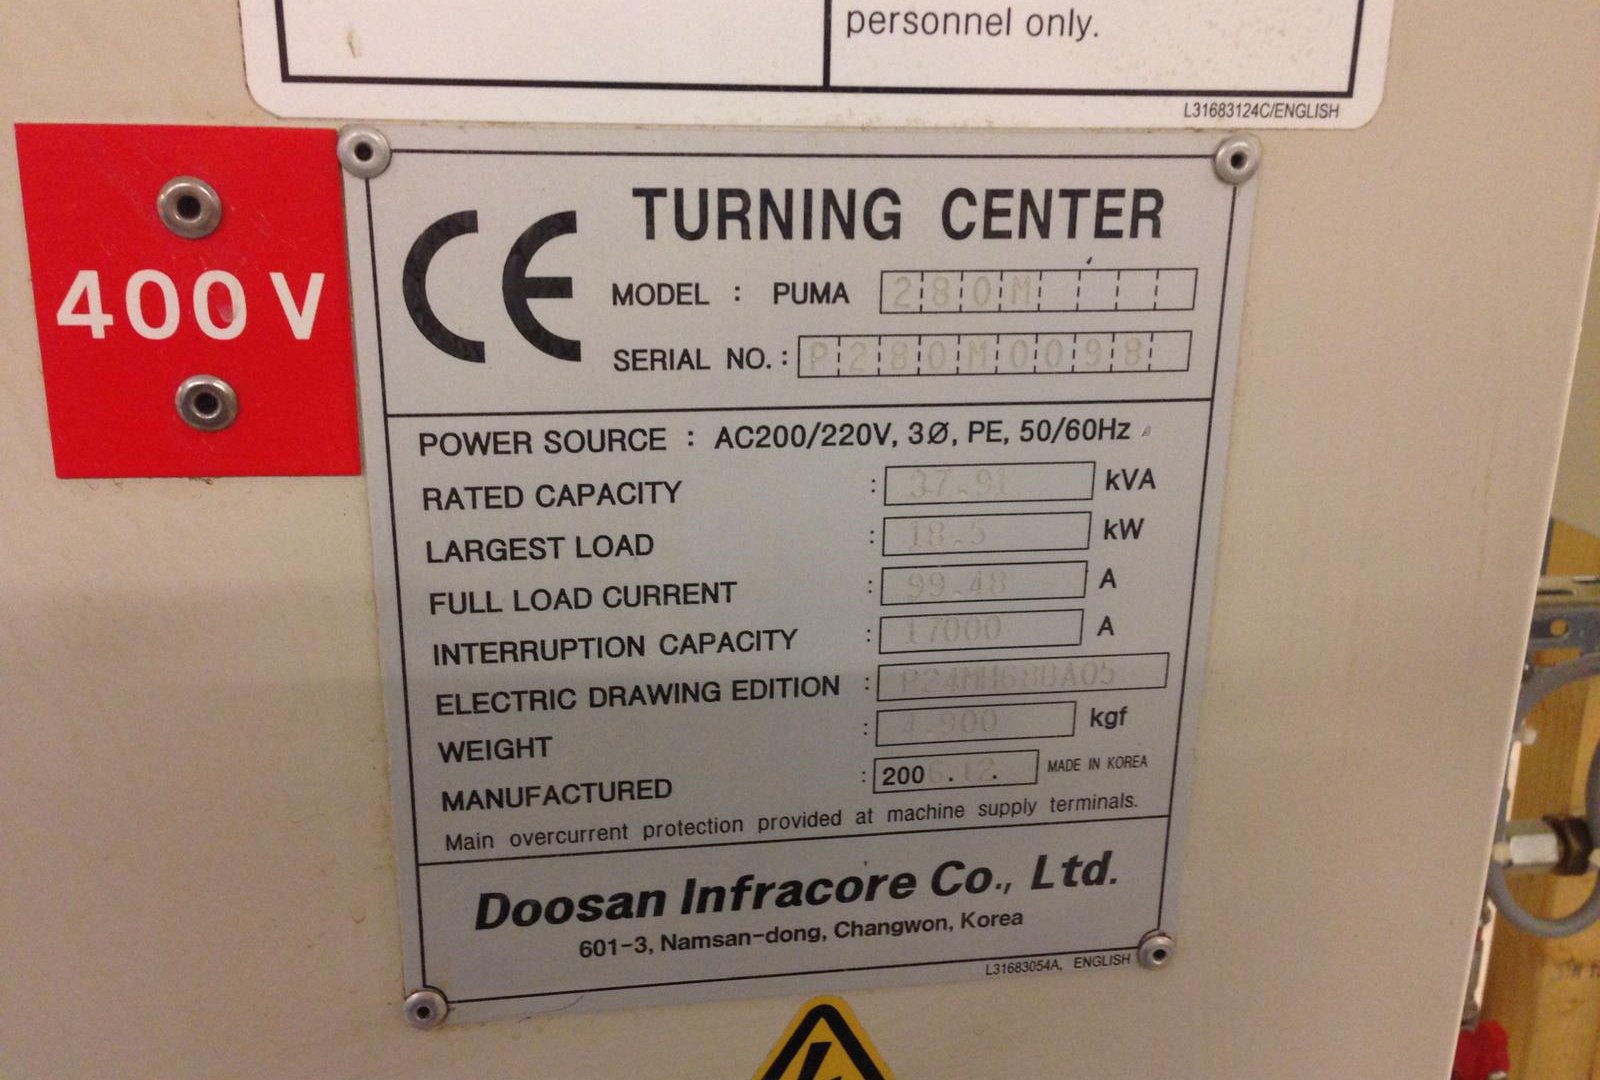 personnel only.
L31683124C/ENGLISH
400V
CE
TURNING CENTER
MODEL : PUMA 280M
SERIAL NO. : P280M0098
POWER SOURCE : AC200/220V, 3Ø, PE, 50/60Hz
RATED CAPACITY : 37.91 kVA
LARGEST LOAD : 18.5 kW
FULL LOAD CURRENT : 99.48 A
INTERRUPTION CAPACITY : 17000 A
ELECTRIC DRAWING EDITION :
WEIGHT : 4.900 kgf
MANUFACTURED : 2006.12. MADE IN KOREA
Main overcurrent protection provided at machine supply terminals.
Doosan Infracore Co., Ltd.
601-3, Namsan-dong, Changwon, Korea
L31683054A, ENGLISH